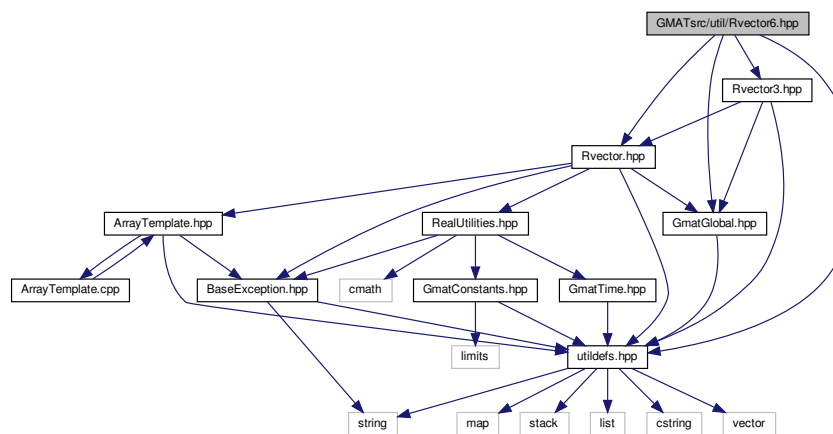 GMATsrc/util/Rvector6.hpp
Rvector3.hpp
Rvector.hpp
ArrayTemplate.hpp
RealUtilities.hpp
GmatGlobal.hpp
ArrayTemplate.cpp
BaseException.hpp
cmath
GmatConstants.hpp
GmatTime.hpp
limits
utildefs.hpp
string
map
stack
list
cstring
vector